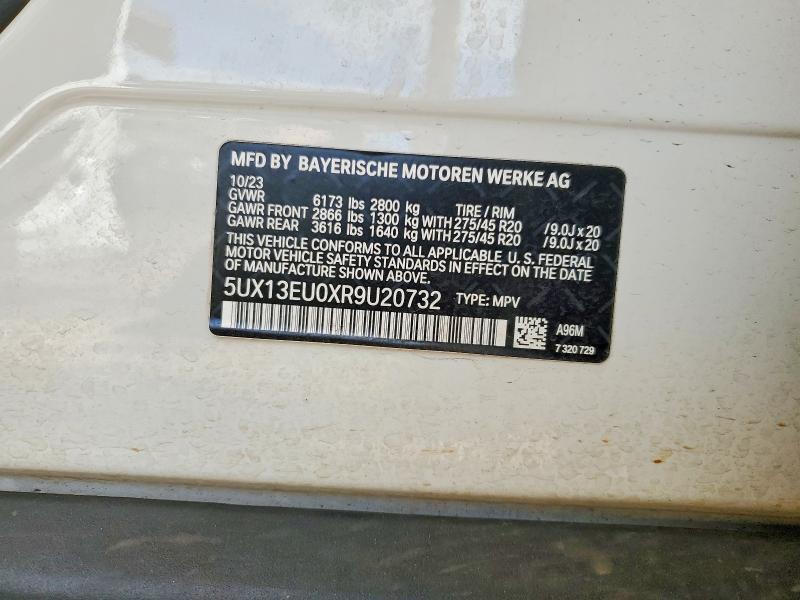 MFD BY BAYERISCHE MOTOREN WERKE AG
10/23
GVWR 6173 lbs 2800 kg TIRE / RIM
GAWR FRONT 2866 lbs 1300 kg WITH 275/45 R20 /9.0J x 20
GAWR REAR 3616 lbs 1640 kg WITH 275/45 R20 /9.0J x 20
THIS VEHICLE CONFORMS TO ALL APPLICABLE U. S. FEDERAL
MOTOR VEHICLE SAFETY STANDARDS IN EFFECT ON THE DATE
OF MANUFACTURE SHOWN ABOVE.
5UX13EU0XR9U20732 TYPE: MPV
A96M
7 320 729